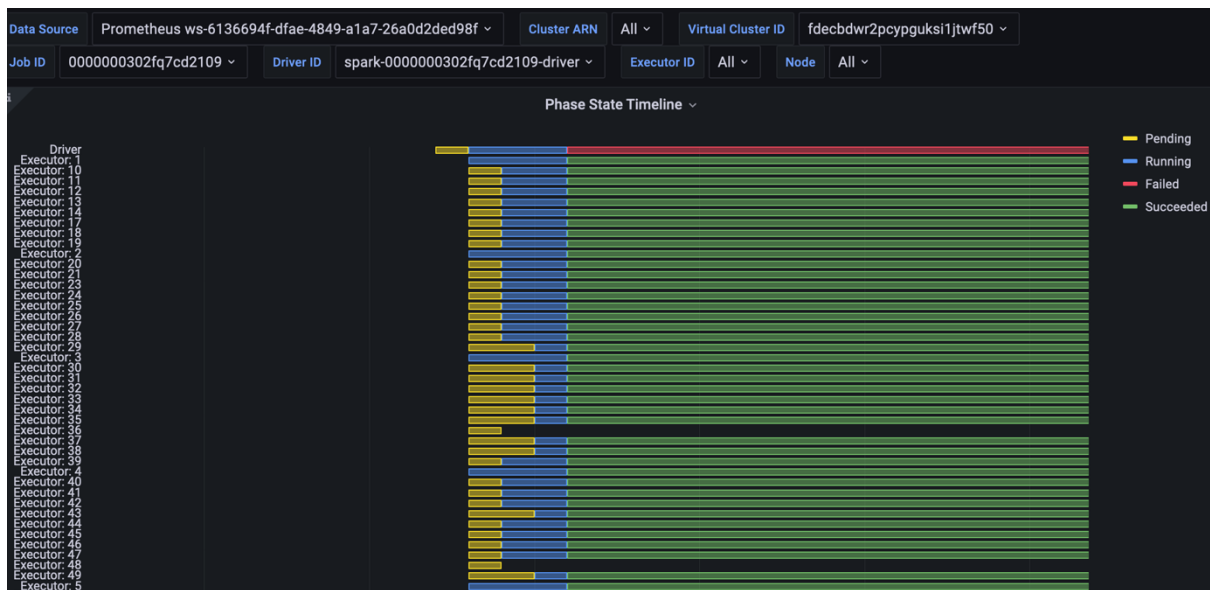 Data Source Prometheus ws-6136694f-dfae-4849-a1a7-26a0d2ded98f Cluster ARN All Virtual Cluster ID fdecbdwr2pcypguksi1jtwf50
Job ID 0000000302fq7cd2109 Driver ID spark-0000000302fq7cd2109-driver Executor ID All Node All
i
Phase State Timeline
Driver
Executor: 1
Executor: 10
Executor: 11
Executor: 12
Executor: 13
Executor: 14
Executor: 17
Executor: 18
Executor: 19
Executor: 2
Executor: 20
Executor: 21
Executor: 23
Executor: 24
Executor: 25
Executor: 26
Executor: 27
Executor: 28
Executor: 29
Executor: 3
Executor: 30
Executor: 31
Executor: 32
Executor: 33
Executor: 34
Executor: 35
Executor: 36
Executor: 37
Executor: 38
Executor: 39
Executor: 4
Executor: 40
Executor: 41
Executor: 42
Executor: 43
Executor: 44
Executor: 45
Executor: 46
Executor: 47
Executor: 48
Executor: 49
Executor: 5
Pending
Running
Failed
Succeeded